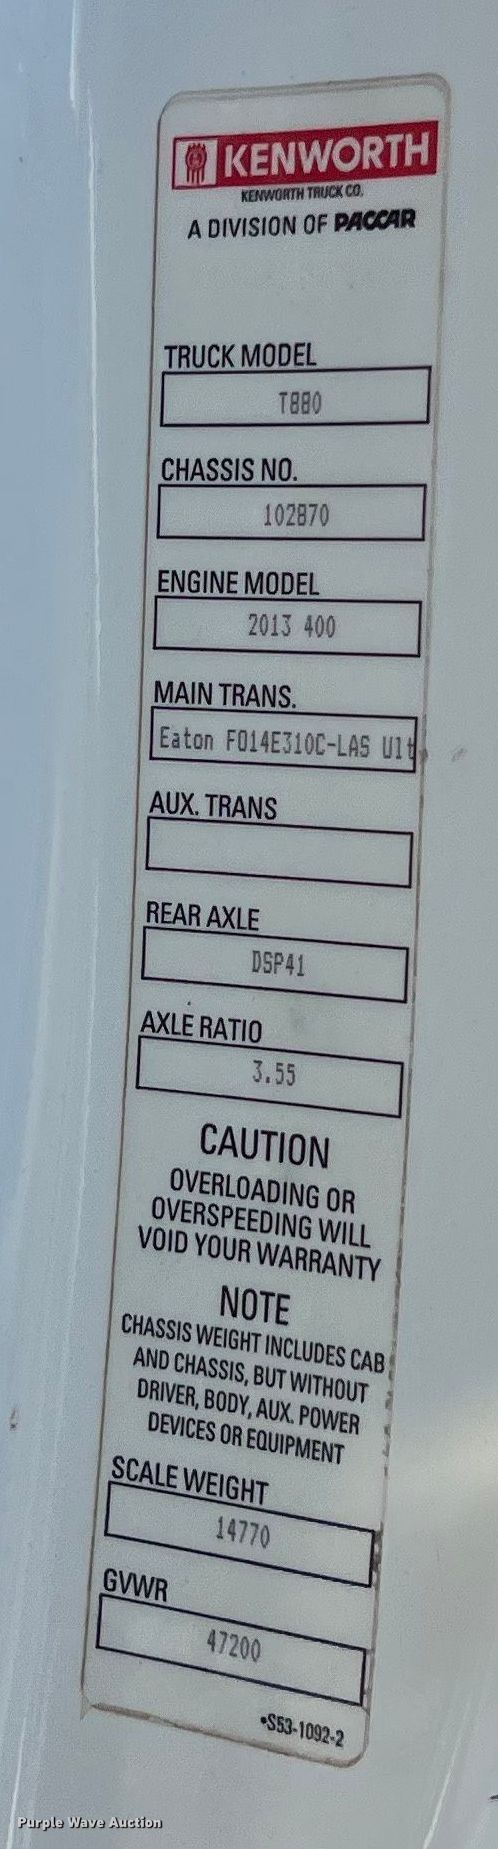 KENWORTH
KENWORTH TRUCK CO.
A DIVISION OF PACCAR
TRUCK MODEL
T880
CHASSIS NO.
102870
ENGINE MODEL
2013 400
MAIN TRANS.
Eaton FO14E310C-LAS Ult
AUX. TRANS
REAR AXLE
DSP41
AXLE RATIO
3.55
CAUTION
OVERLOADING OR
OVERSPEEDING WILL
VOID YOUR WARRANTY
NOTE
CHASSIS WEIGHT INCLUDES CAB
AND CHASSIS, BUT WITHOUT
DRIVER, BODY, AUX. POWER
DEVICES OR EQUIPMENT
SCALE WEIGHT
14770
GVWR
47200
•S53-1092-2
Purple Wave Auction